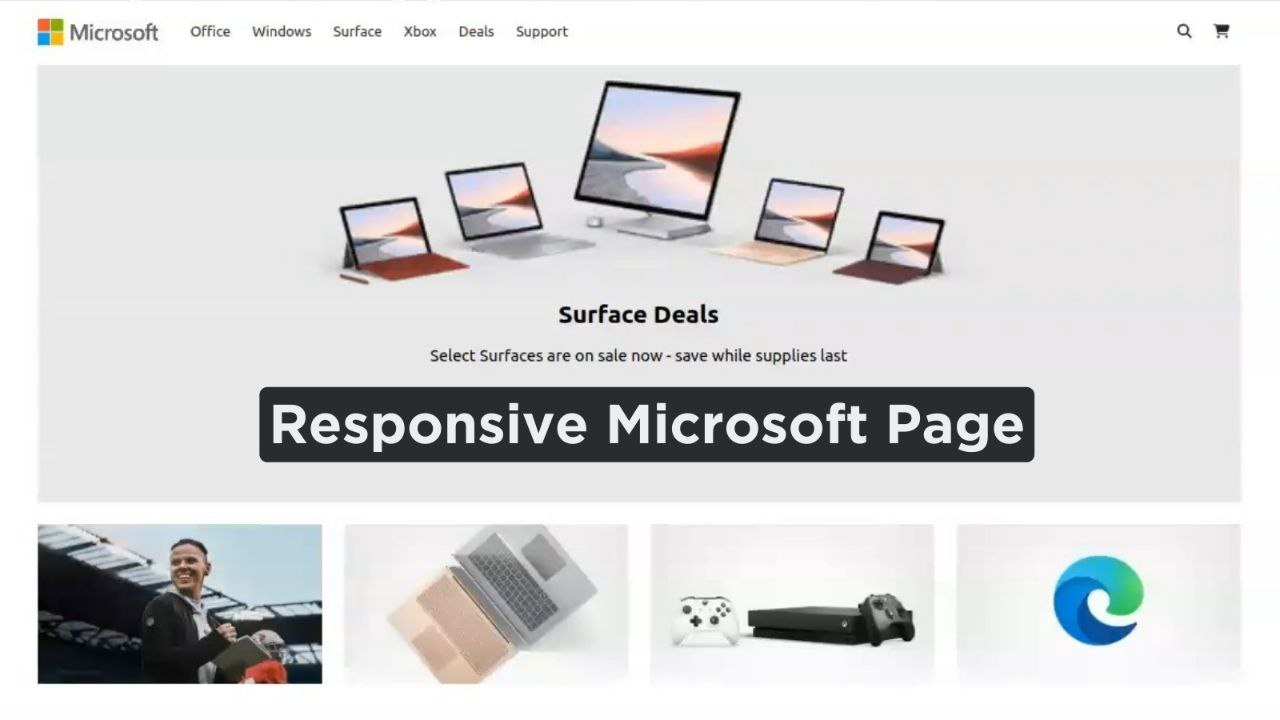 Microsoft Office Windows Surface Xbox Deals Support
Surface Deals
Select Surfaces are on sale now - save while supplies last
Responsive Microsoft Page